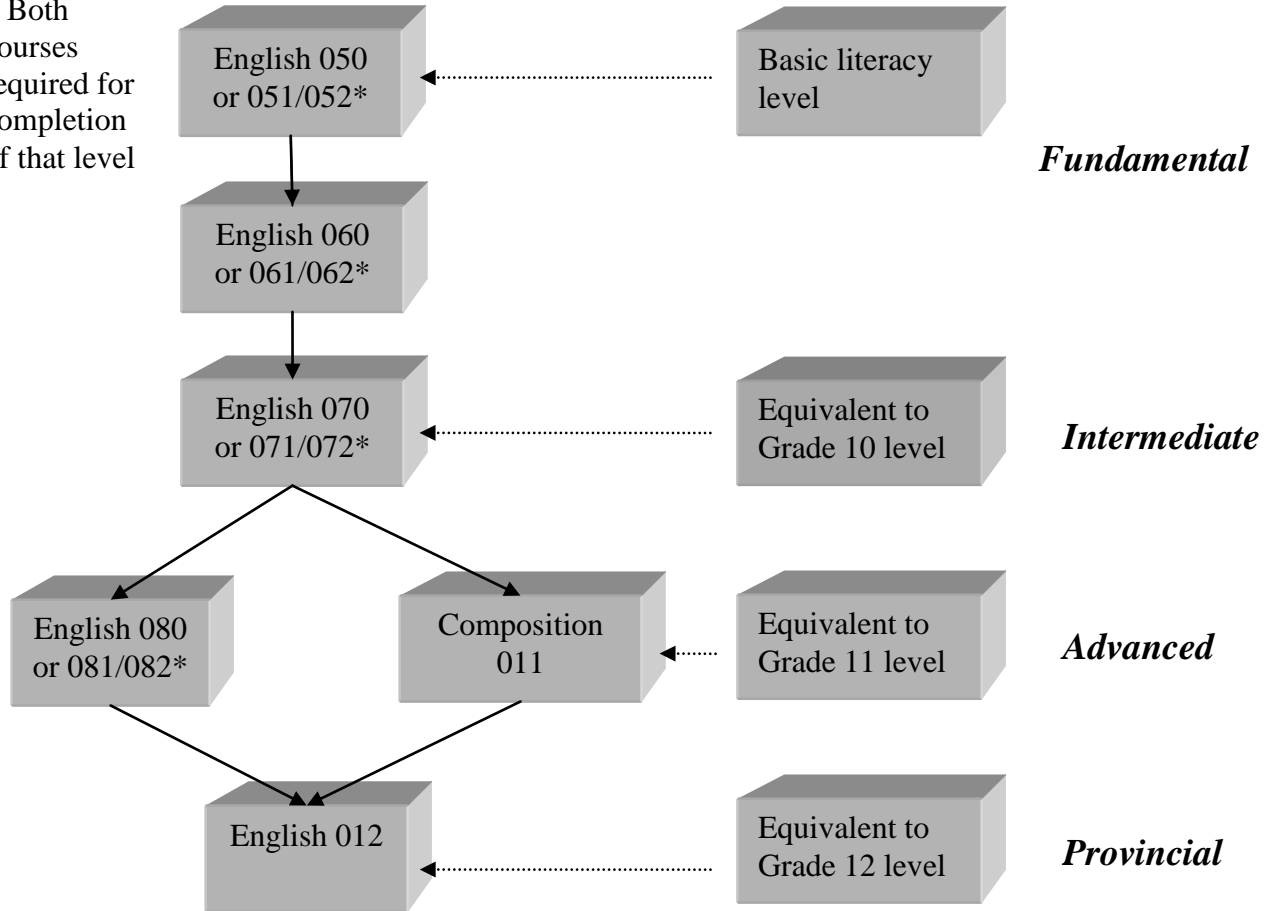 Both
ourses
equired for
ompletion
f that level
English 050
or 051/052*
Basic literacy
level
Fundamental
English 060
or 061/062*
English 070
or 071/072*
Equivalent to
Grade 10 level
Intermediate
English 080
or 081/082*
Composition
011
Equivalent to
Grade 11 level
Advanced
English 012
Equivalent to
Grade 12 level
Provincial